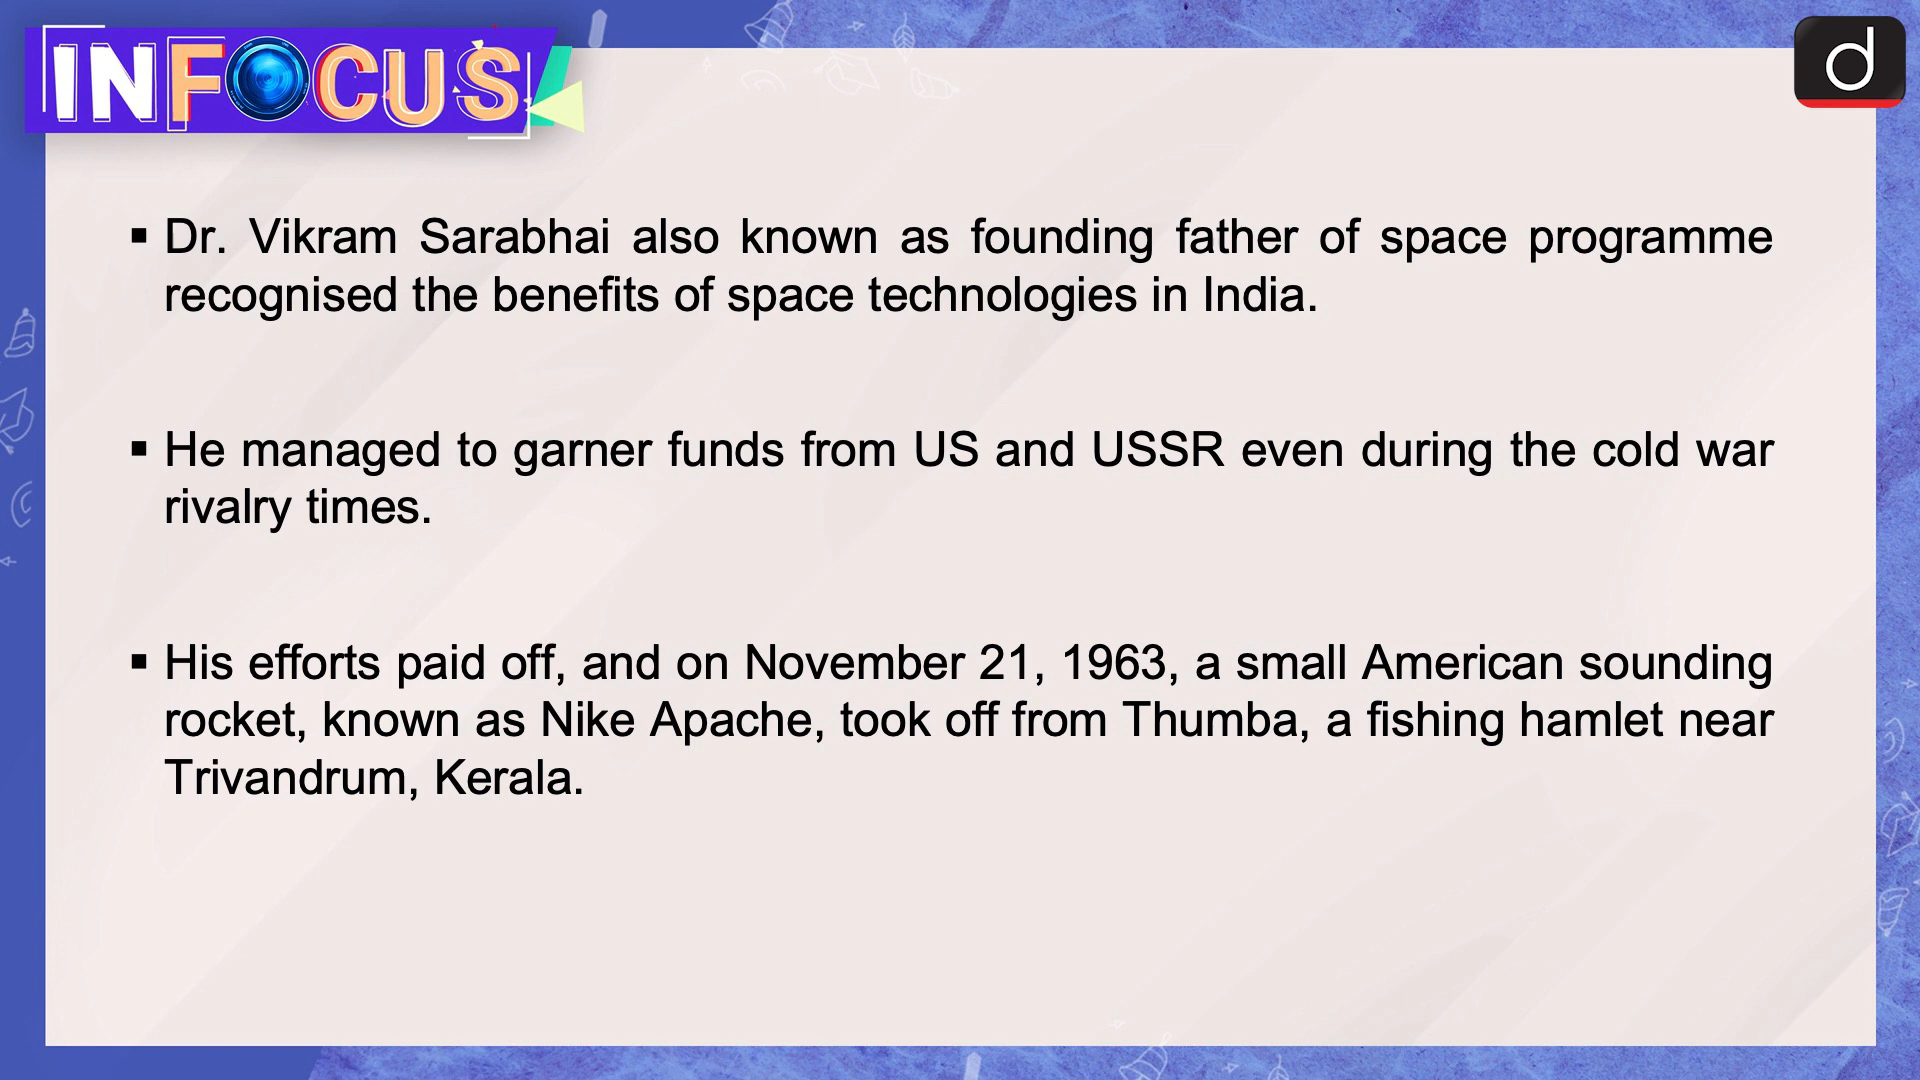 INFOCUS
d
▪ Dr. Vikram Sarabhai also known as founding father of space programme
recognised the benefits of space technologies in India.
▪ He managed to garner funds from US and USSR even during the cold war
rivalry times.
▪ His efforts paid off, and on November 21, 1963, a small American sounding
rocket, known as Nike Apache, took off from Thumba, a fishing hamlet near
Trivandrum, Kerala.